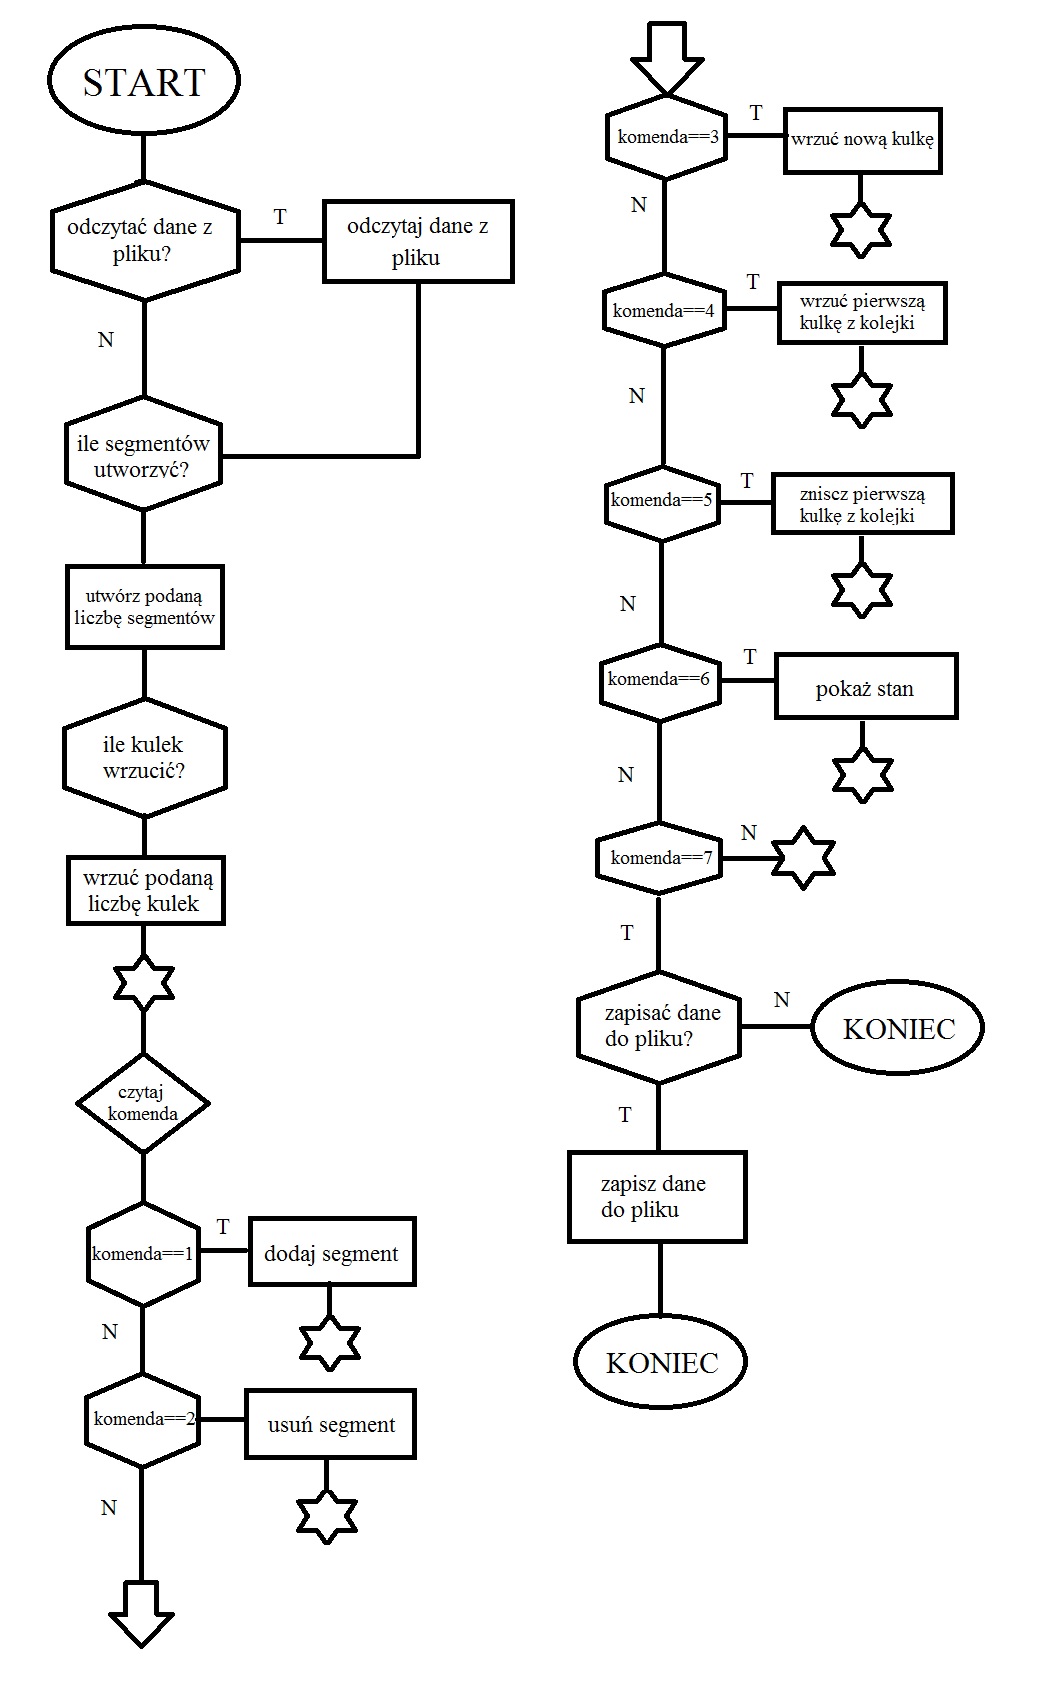 START
odczytać dane z
pliku?
T
odczytaj dane z
pliku
N
ile segmentów
utworzyć?
utwórz podaną
liczbę segmentów
ile kulek
wrzucić?
wrzuć podaną
liczbę kulek
czytaj
komenda
komenda==1
T
dodaj segment
N
komenda==2
usuń segment
N
komenda==3
T
wrzuć nową kulkę
N
komenda==4
T
wrzuć pierwszą
kulkę z kolejki
N
komenda==5
T
zniscz pierwszą
kulkę z kolejki
N
komenda==6
T
pokaż stan
N
komenda==7
N
T
zapisać dane
do pliku?
N
KONIEC
T
zapisz dane
do pliku
KONIEC